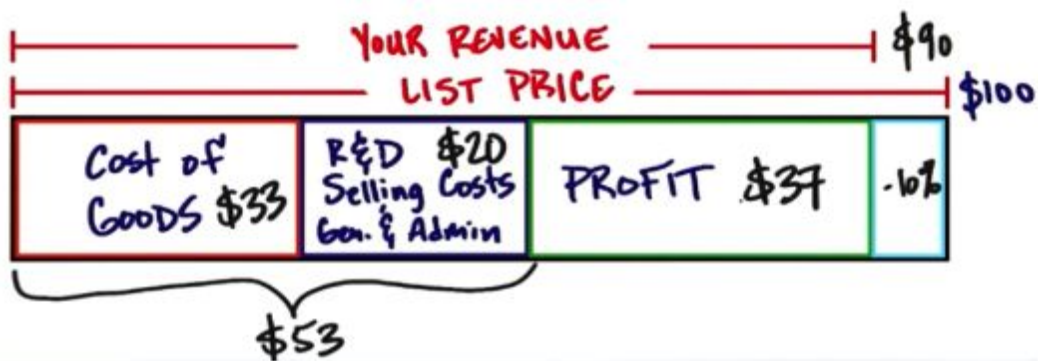 YOUR REVENUE $90
LIST PRICE $100
Cost of
GOODS $33
R&D $20
Selling Costs
Gen. & Admin
PROFIT $37
-10%
$53